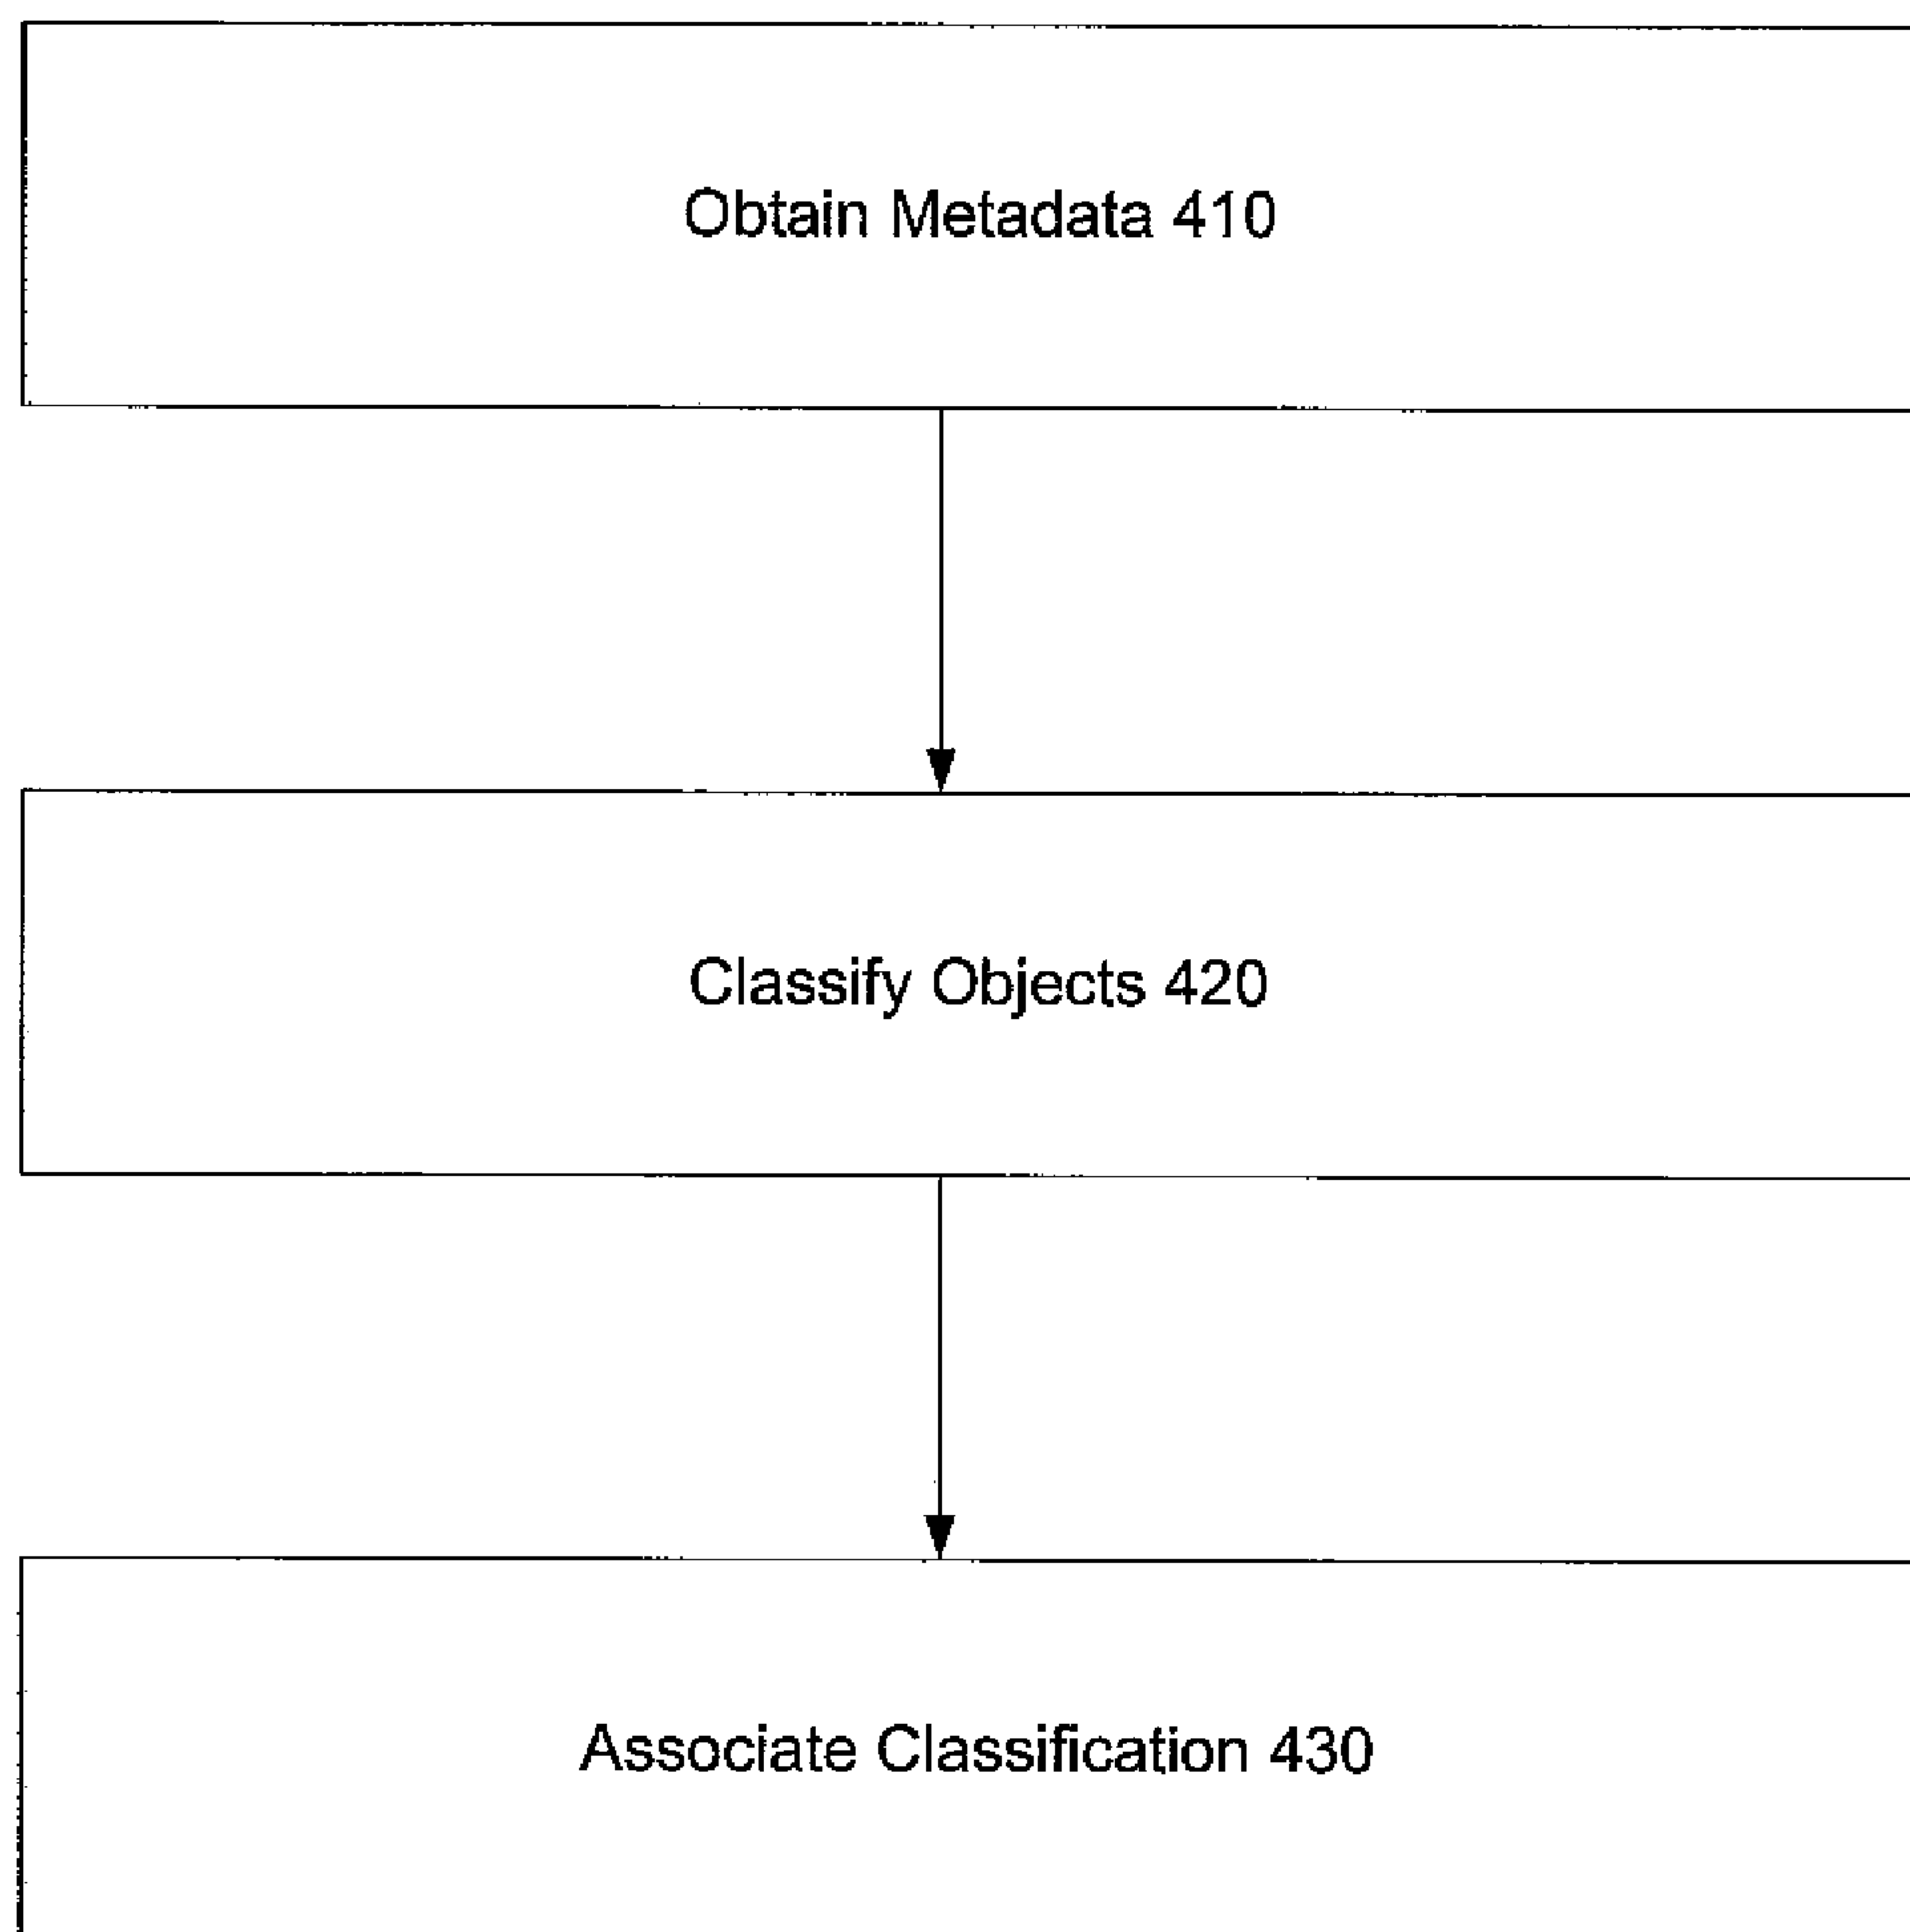 Obtain Metadata 410
Classify Objects 420
Associate Classification 430